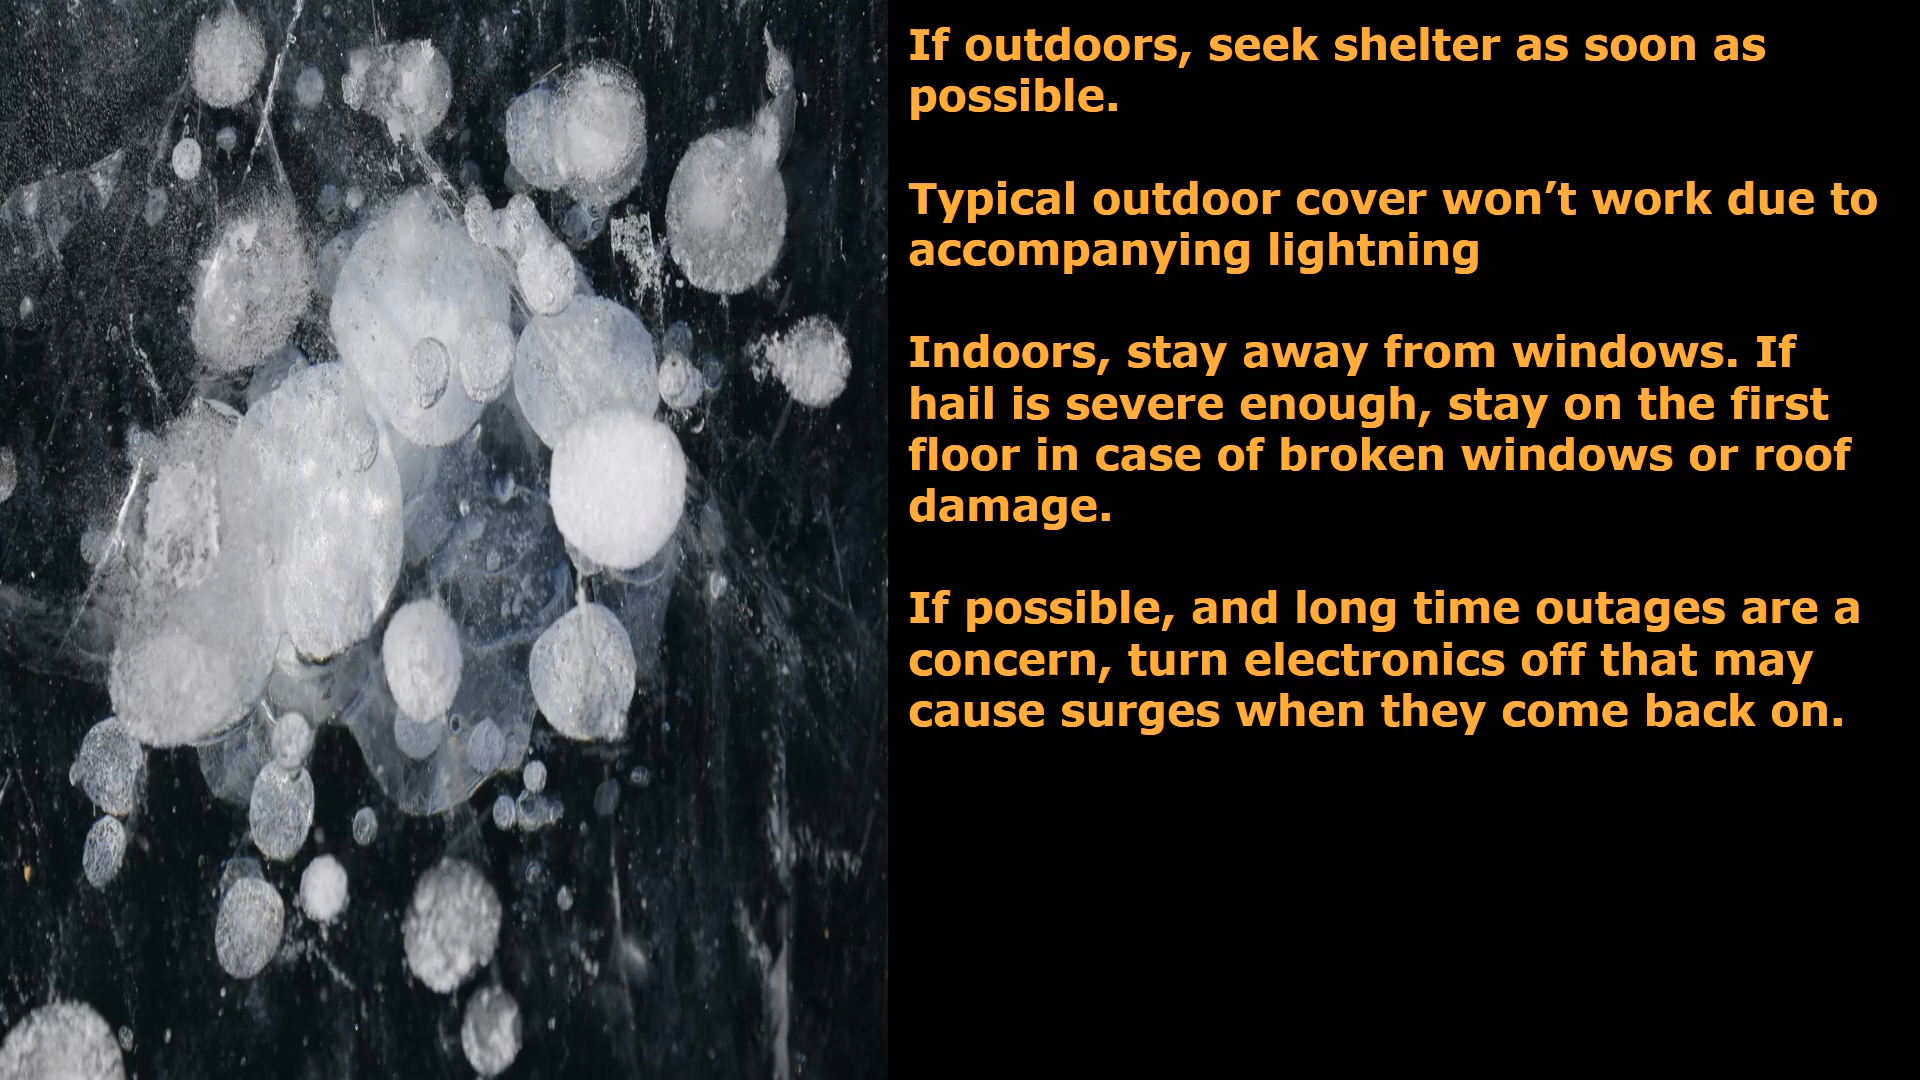 If outdoors, seek shelter as soon as
possible.
Typical outdoor cover won’t work due to
accompanying lightning
Indoors, stay away from windows. If
hail is severe enough, stay on the first
floor in case of broken windows or roof
damage.
If possible, and long time outages are a
concern, turn electronics off that may
cause surges when they come back on.